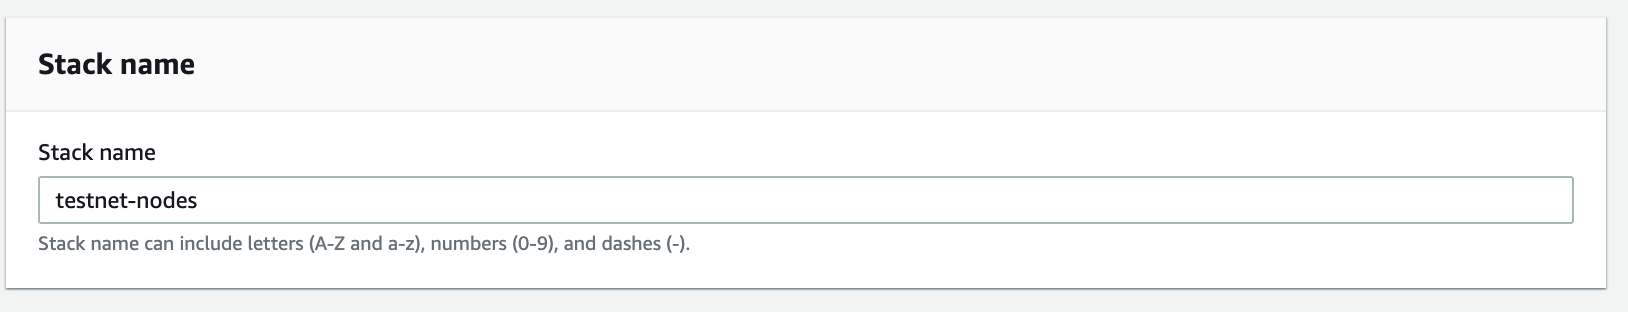 Stack name
Stack name
testnet-nodes
Stack name can include letters (A-Z and a-z), numbers (0-9), and dashes (-).